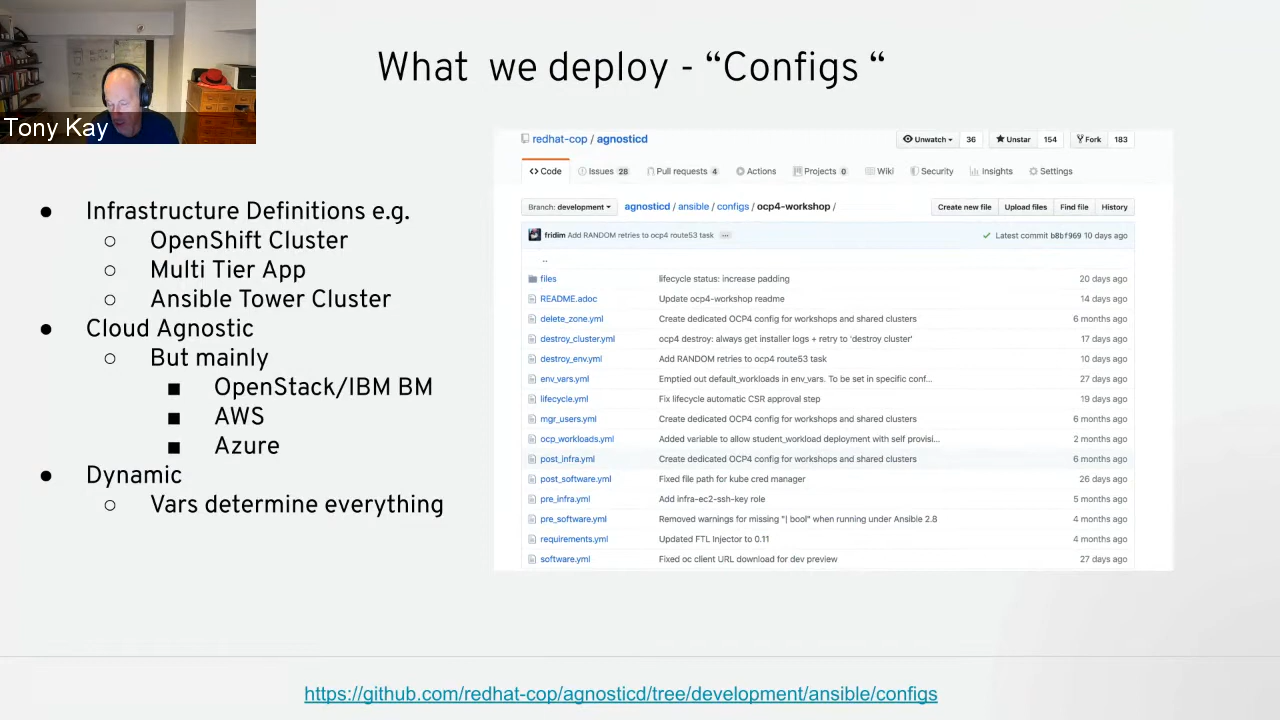 Tony Kay
What we deploy - “Configs “
● Infrastructure Definitions e.g.
○ OpenShift Cluster
○ Multi Tier App
○ Ansible Tower Cluster
● Cloud Agnostic
○ But mainly
■ OpenStack/IBM BM
■ AWS
■ Azure
● Dynamic
○ Vars determine everything
redhat-cop / agnosticd Unwatch 36 Unstar 154 Fork 183
<> Code Issues 28 Pull requests 4 Actions Projects 0 Wiki Security Insights Settings
Branch: development agnosticd / ansible / configs / ocp4-workshop / Create new file Upload files Find file History
fridim Add RANDOM retries to ocp4 route53 task ... Latest commit b8bf969 10 days ago
..
files lifecycle status: increase padding 20 days ago
README.adoc Update ocp4-workshop readme 14 days ago
delete_zone.yml Create dedicated OCP4 config for workshops and shared clusters 6 months ago
destroy_cluster.yml ocp4 destroy: always get installer logs + retry to 'destroy cluster' 17 days ago
destroy_env.yml Add RANDOM retries to ocp4 route53 task 10 days ago
env_vars.yml Emptied out default_workloads in env_vars. To be set in specific conf... 27 days ago
lifecycle.yml Fix lifecycle automatic CSR approval step 19 days ago
mgr_users.yml Create dedicated OCP4 config for workshops and shared clusters 6 months ago
ocp_workloads.yml Added variable to allow student_workload deployment with self provisi... 2 months ago
post_infra.yml Create dedicated OCP4 config for workshops and shared clusters 6 months ago
post_software.yml Fixed file path for kube cred manager 26 days ago
pre_infra.yml Add infra-ec2-ssh-key role 5 months ago
pre_software.yml Removed warnings for missing "| bool" when running under Ansible 2.8 4 months ago
requirements.yml Updated FTL Injector to 0.11 4 months ago
software.yml Fixed oc client URL download for dev preview 27 days ago
https://github.com/redhat-cop/agnosticd/tree/development/ansible/configs